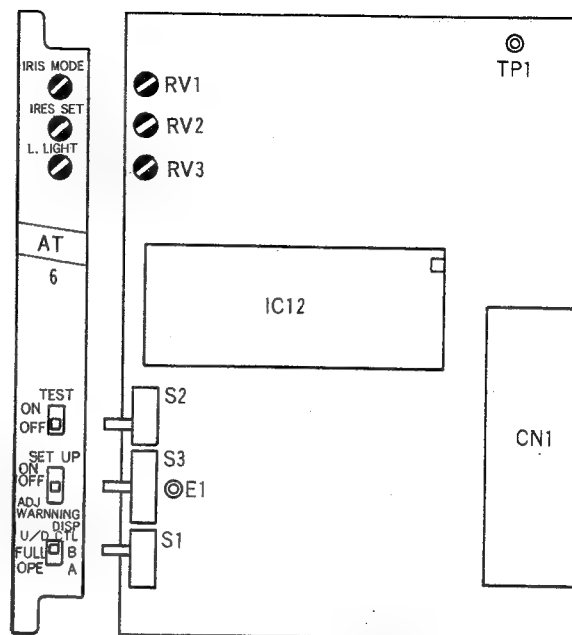 IRIS MODE
IRES SET
L. LIGHT
AT
6
TEST
ON
OFF
SET UP
ON
OFF
ADJ
WARNNING
DISP
U/D CTL
FULL B
OPE A
RV1
RV2
RV3
TP1
IC12
S2
S3
E1
S1
CN1